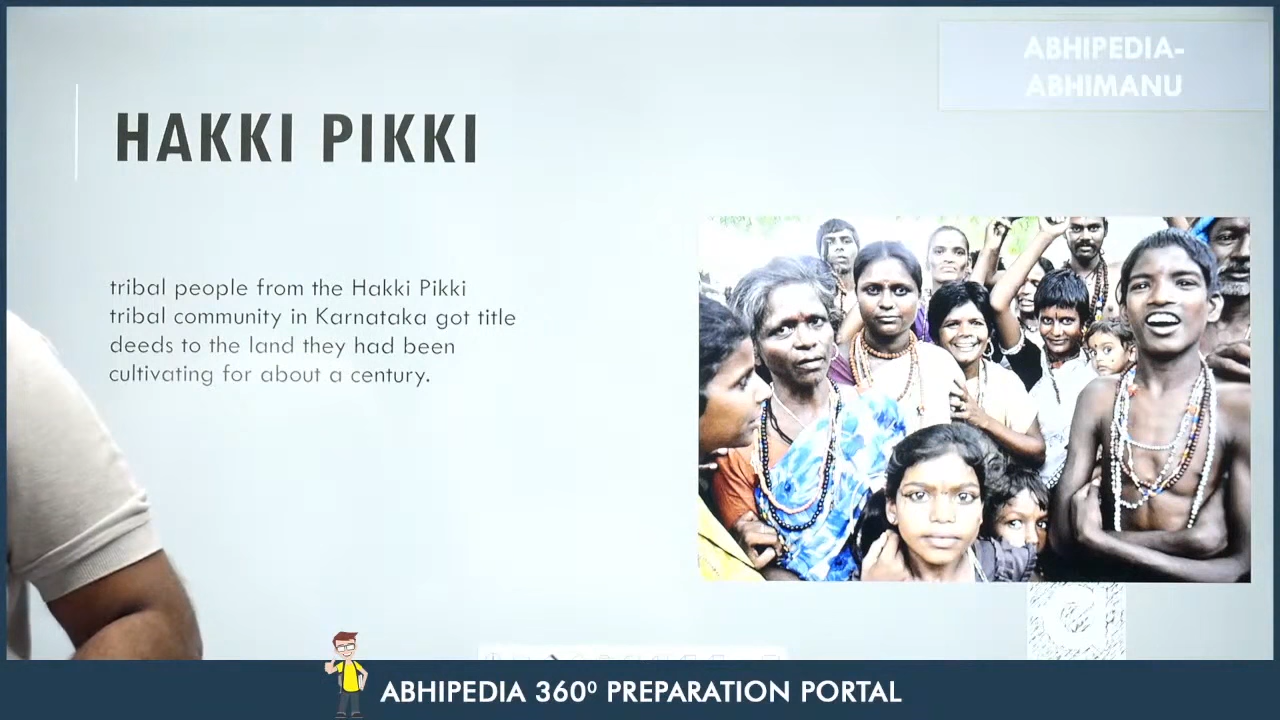 ABHIPEDIA-
ABHIMANU
HAKKI PIKKI
tribal people from the Hakki Pikki
tribal community in Karnataka got title
deeds to the land they had been
cultivating for about a century.
ABHIPEDIA 360º PREPARATION PORTAL